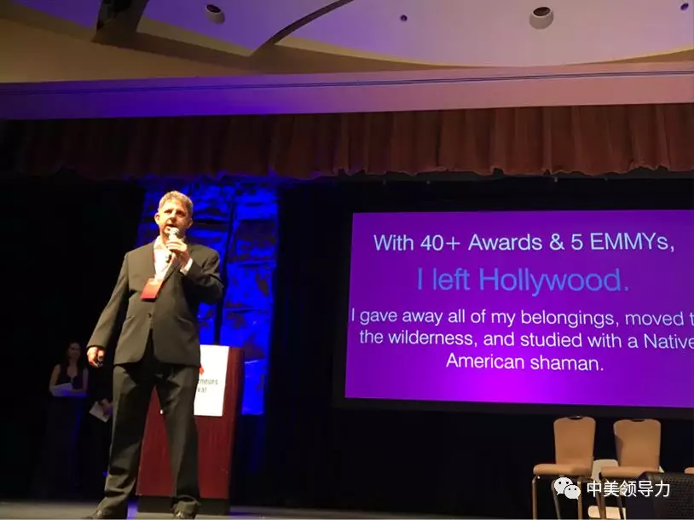 With 40+ Awards & 5 EMMYs,
I left Hollywood.
I gave away all of my belongings, moved t
the wilderness, and studied with a Native
American shaman.
中美领导力